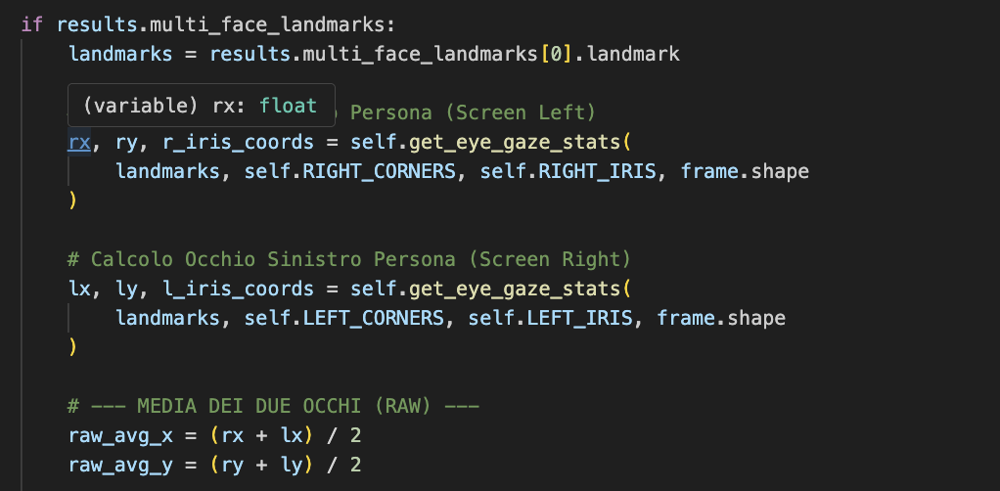 if results.multi_face_landmarks:
landmarks = results.multi_face_landmarks[0].landmark
(variable) rx: float
Persona (Screen Left)
rx, ry, r_iris_coords = self.get_eye_gaze_stats(
landmarks, self.RIGHT_CORNERS, self.RIGHT_IRIS, frame.shape
)
# Calcolo Occhio Sinistro Persona (Screen Right)
lx, ly, l_iris_coords = self.get_eye_gaze_stats(
landmarks, self.LEFT_CORNERS, self.LEFT_IRIS, frame.shape
)
# --- MEDIA DEI DUE OCCHI (RAW) ---
raw_avg_x = (rx + lx) / 2
raw_avg_y = (ry + ly) / 2